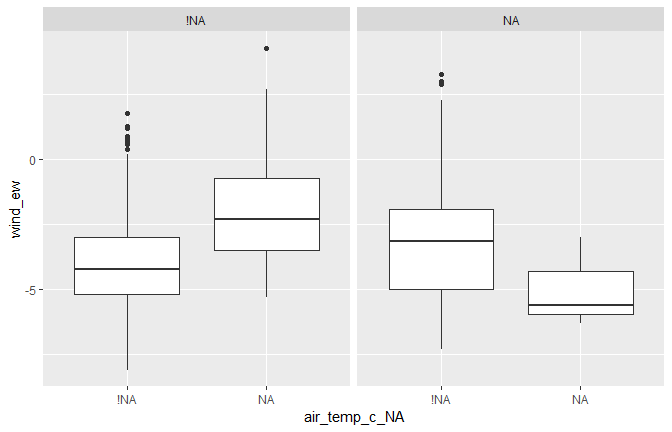 !NA NA
wind_ew
0
-5
!NA NA !NA NA
air_temp_c_NA